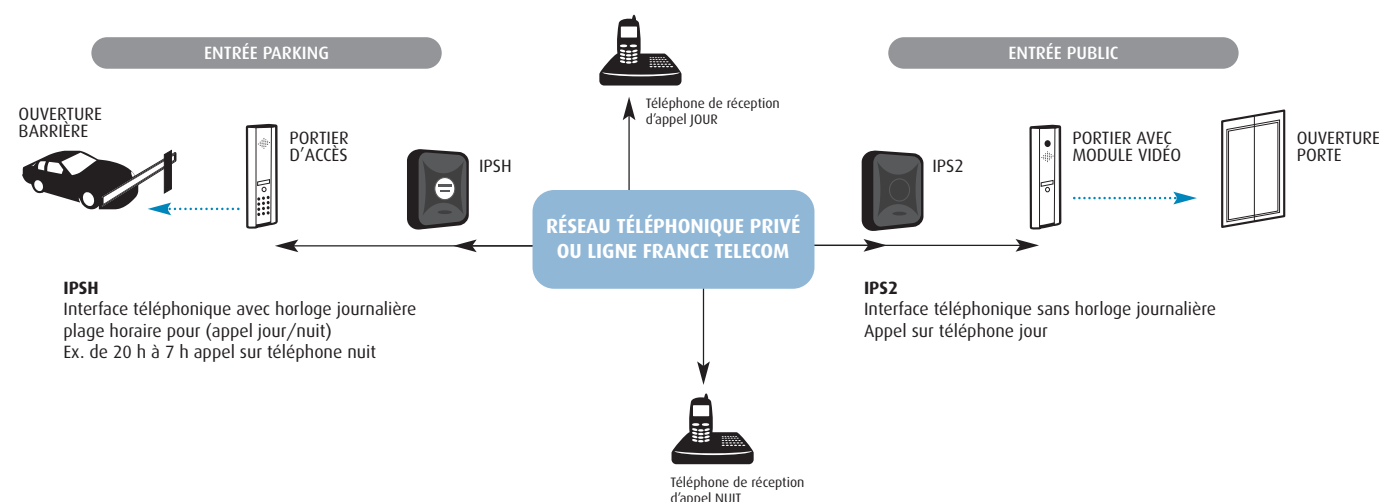 ENTRÉE PARKING
ENTRÉE PUBLIC
Téléphone de réception
d'appel JOUR
OUVERTURE
BARRIÈRE
PORTIER
D'ACCÈS
IPSH
IPS2
PORTIER AVEC
MODULE VIDÉO
OUVERTURE
PORTE
RÉSEAU TÉLÉPHONIQUE PRIVÉ
OU LIGNE FRANCE TELECOM
IPSH
Interface téléphonique avec horloge journalière
plage horaire pour (appel jour/nuit)
Ex. de 20 h à 7 h appel sur téléphone nuit
IPS2
Interface téléphonique sans horloge journalière
Appel sur téléphone jour
Téléphone de réception
d'appel NUIT